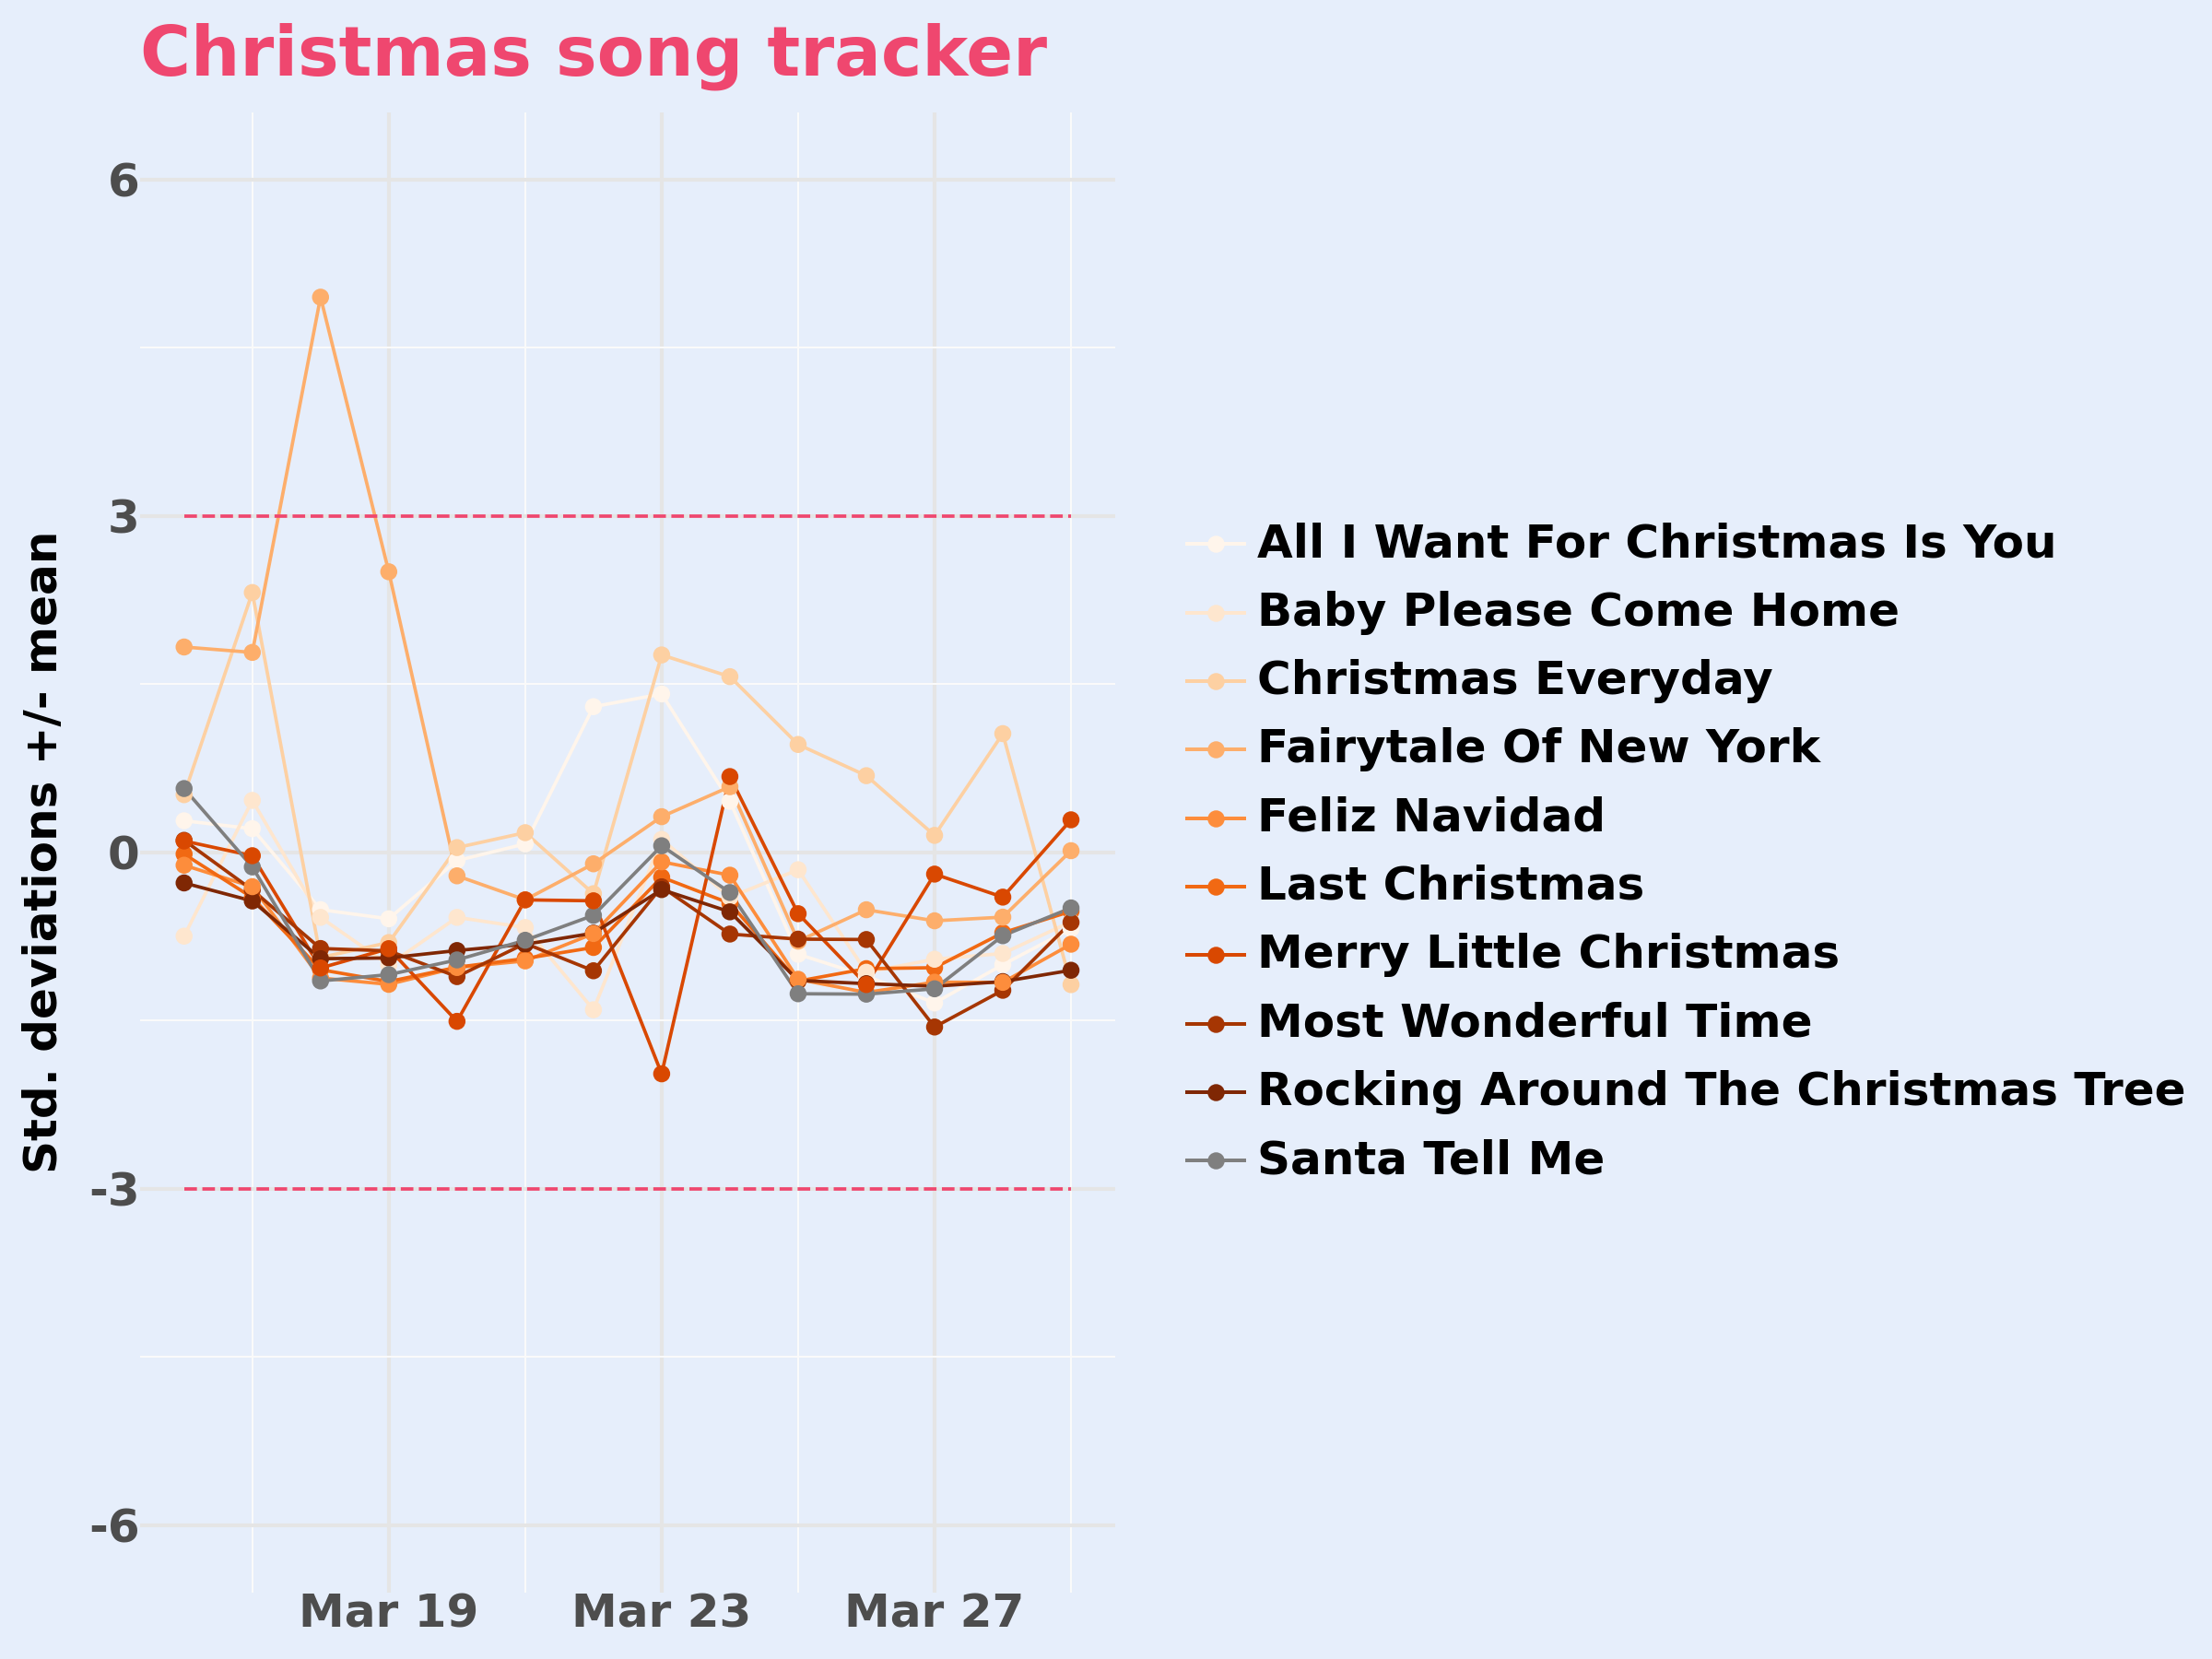 Christmas song tracker
Std. deviations +/- mean
6
3
0
-3
-6
Mar 19 Mar 23 Mar 27
All I Want For Christmas Is You
Baby Please Come Home
Christmas Everyday
Fairytale Of New York
Feliz Navidad
Last Christmas
Merry Little Christmas
Most Wonderful Time
Rocking Around The Christmas Tree
Santa Tell Me